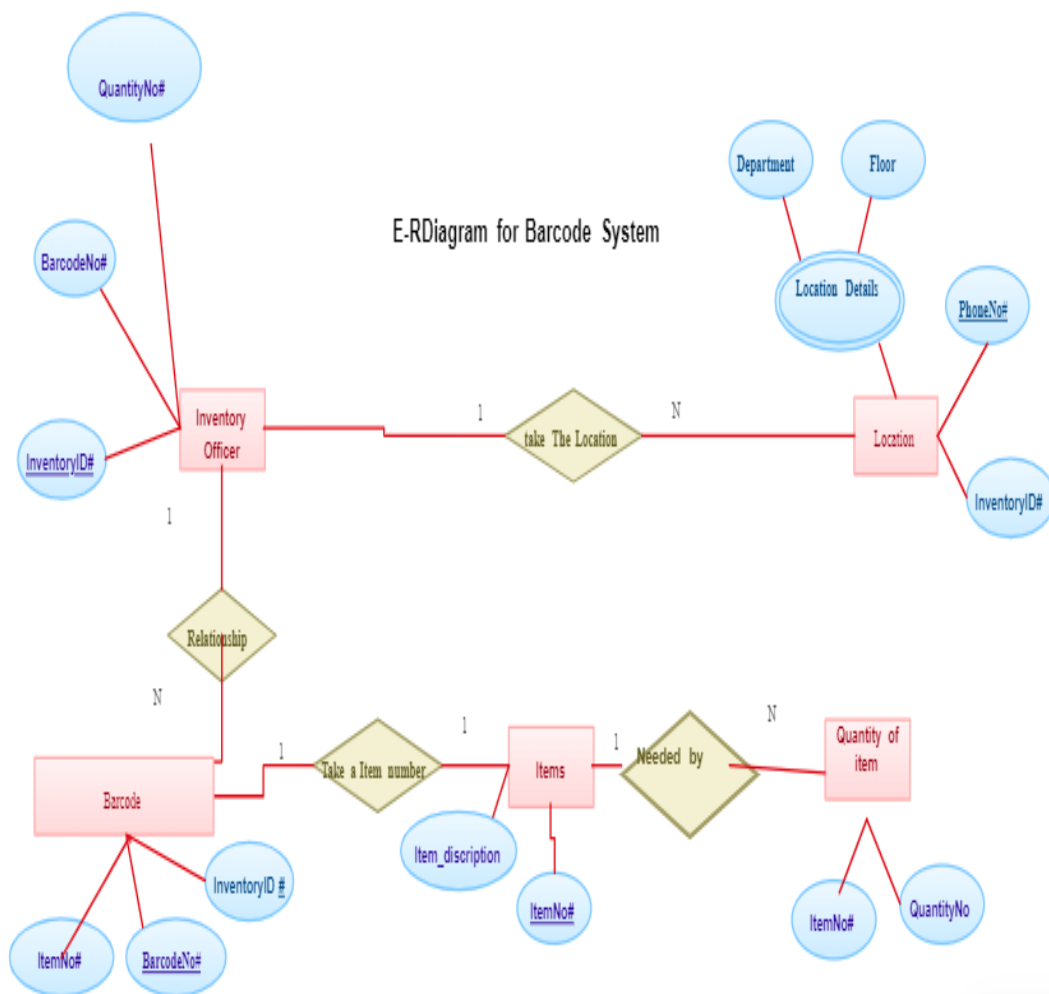 QuantityNo#
Department
Floor
E-RDiagram for Barcode System
BarcodeNo#
Location Details
PhoneNo#
Inventory
Officer
1
take The Location
N
Location
InventoryID#
InventoryID#
1
Relationship
N
1
Take a Item number
1
Items
1
Needed by
N
Quantity of
item
Barcode
Item_discription
InventoryID #
ItemNo#
BarcodeNo#
ItemNo#
ItemNo#
QuantityNo